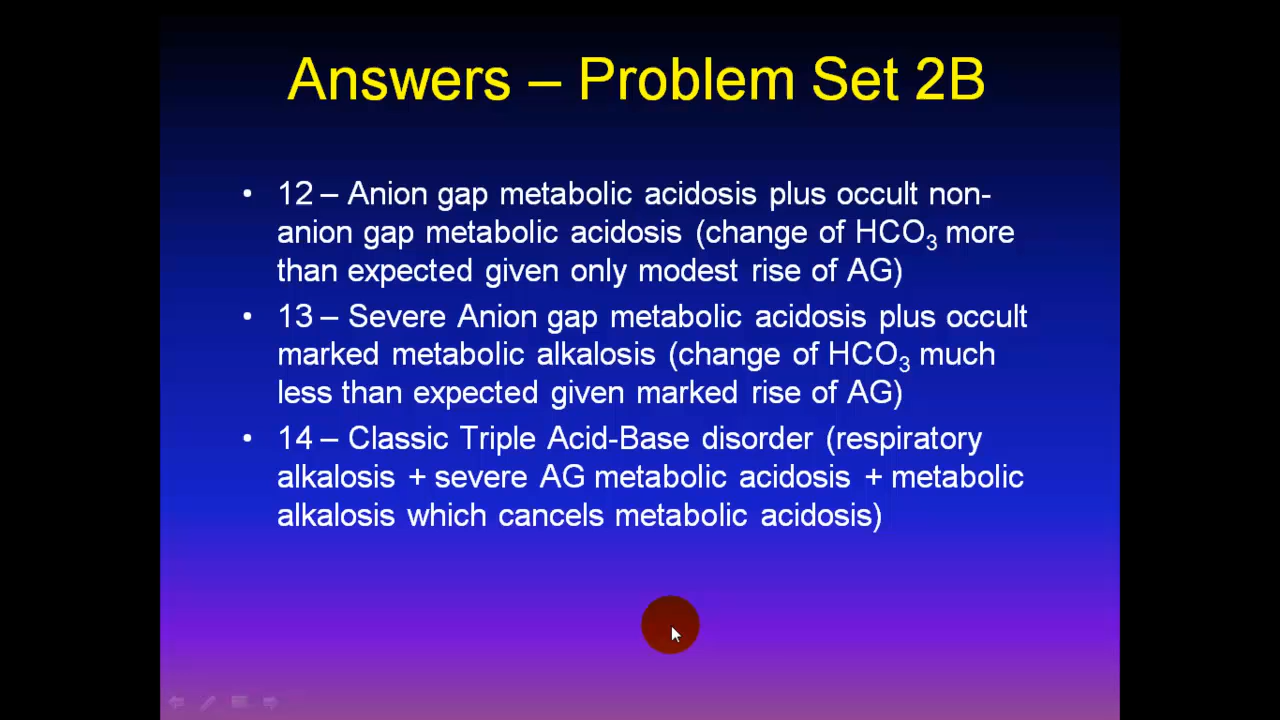 Answers – Problem Set 2B
• 12 – Anion gap metabolic acidosis plus occult non-
anion gap metabolic acidosis (change of HCO₃ more
than expected given only modest rise of AG)
• 13 – Severe Anion gap metabolic acidosis plus occult
marked metabolic alkalosis (change of HCO₃ much
less than expected given marked rise of AG)
• 14 – Classic Triple Acid-Base disorder (respiratory
alkalosis + severe AG metabolic acidosis + metabolic
alkalosis which cancels metabolic acidosis)